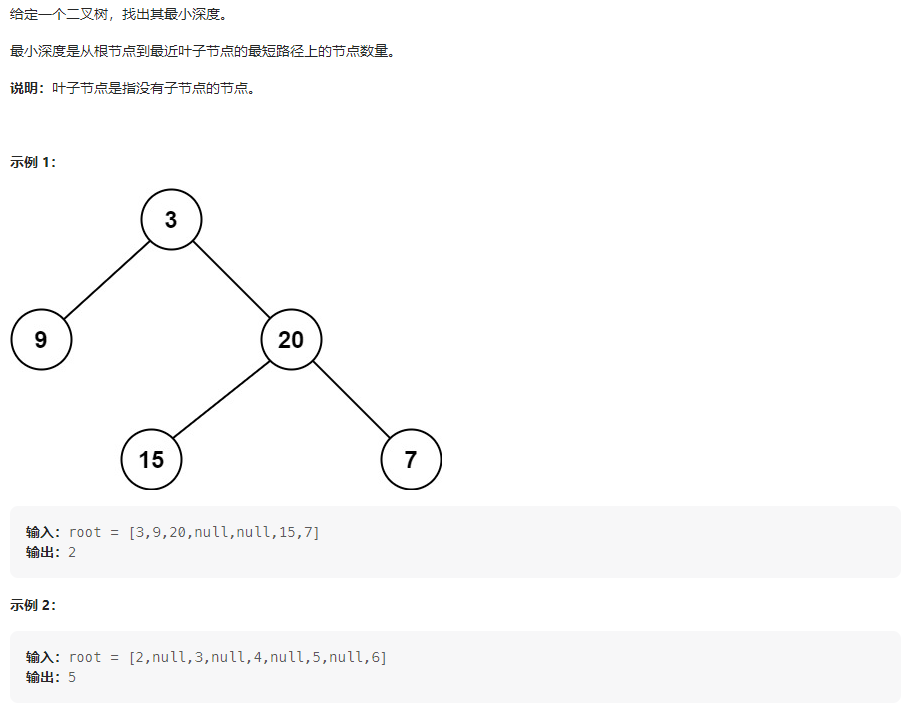 给定一个二叉树，找出其最小深度。
最小深度是从根节点到最近叶子节点的最短路径上的节点数量。
说明：叶子节点是指没有子节点的节点。
示例 1：
3
9
20
15
7
输入：root = [3,9,20,null,null,15,7]
输出：2
示例 2：
输入：root = [2,null,3,null,4,null,5,null,6]
输出：5